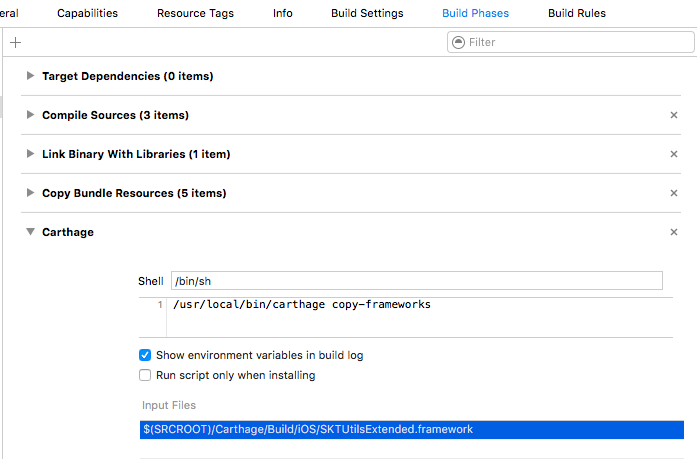 eral Capabilities Resource Tags Info Build Settings Build Phases Build Rules
Filter
Target Dependencies (0 items)
Compile Sources (3 items)
Link Binary With Libraries (1 item)
Copy Bundle Resources (5 items)
Carthage
Shell /bin/sh
1 /usr/local/bin/carthage copy-frameworks
Show environment variables in build log
Run script only when installing
Input Files
$(SRCROOT)/Carthage/Build/iOS/SKTUtilsExtended.framework